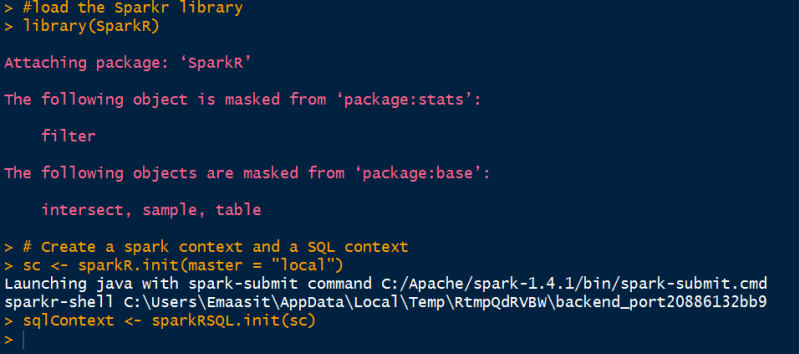 > #load the Sparkr library
> library(SparkR)
Attaching package: ‘SparkR’
The following object is masked from ‘package:stats’:
filter
The following objects are masked from ‘package:base’:
intersect, sample, table
> # Create a spark context and a SQL context
> sc <- sparkR.init(master = "local")
Launching java with spark-submit command C:/Apache/spark-1.4.1/bin/spark-submit.cmd
sparkr-shell C:\Users\Emaasit\AppData\Local\Temp\RtmpQdRVBW\backend_port20886132bb9
> sqlContext <- sparkRSQL.init(sc)
>